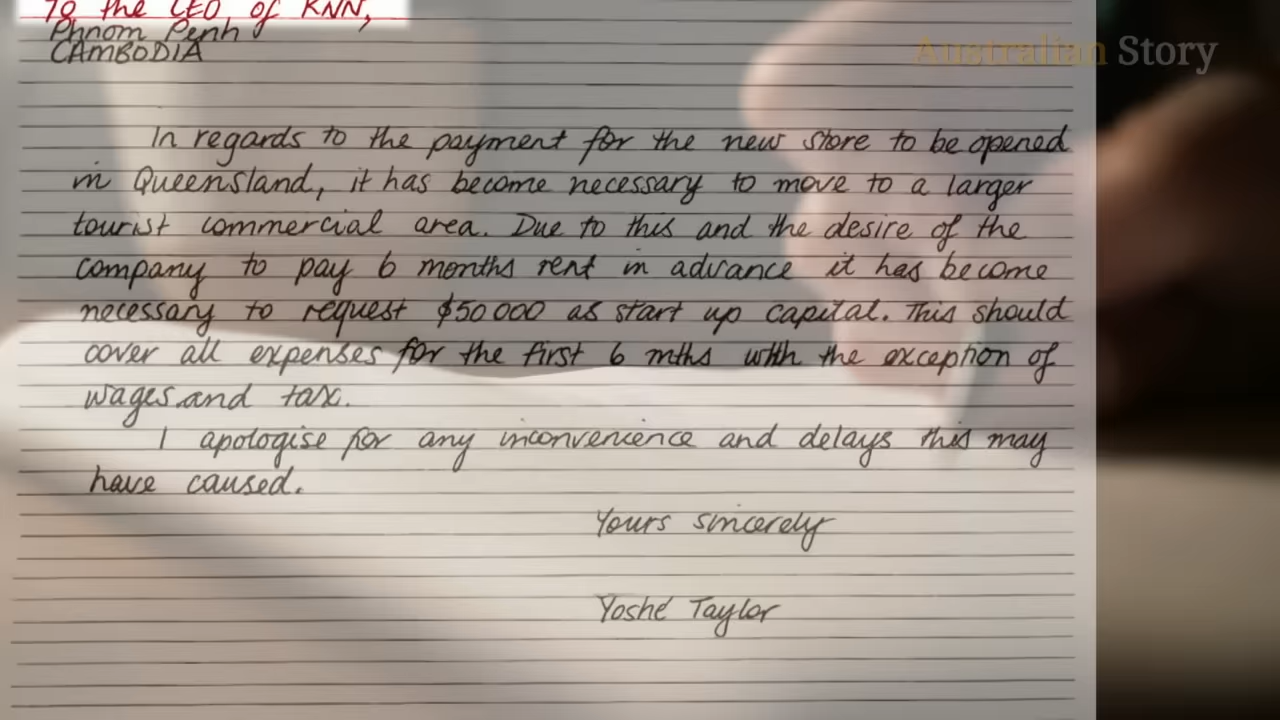 To the CEO of KNN,
Phnom Penh
CAMBODIA
Australian Story
In regards to the payment for the new store to be opened
in Queensland, it has become necessary to move to a larger
tourist commercial area. Due to this and the desire of the
company to pay 6 months rent in advance it has become
necessary to request $50 000 as start up capital. This should
cover all expenses for the first 6 mths with the exception of
wages and tax.
I apologise for any inconvenience and delays this may
have caused.
Yours sincerely
Yoshe Taylor